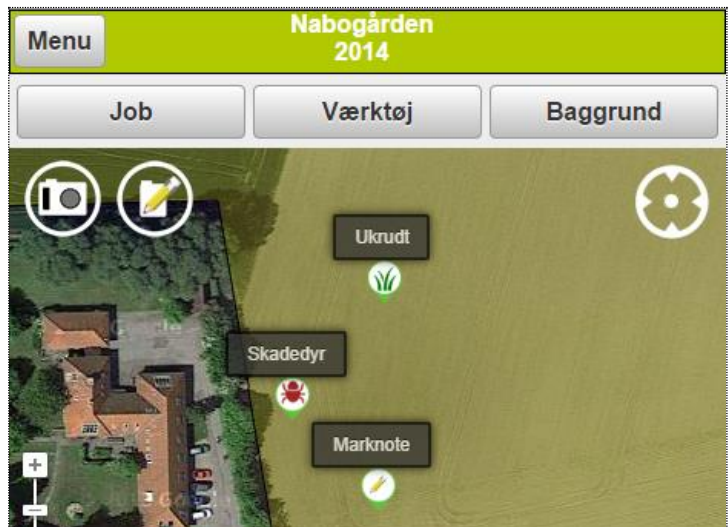 Menu
Nabogården
2014
Job
Værktøj
Baggrund
Ukrudt
Skadedyr
Marknote
+
–